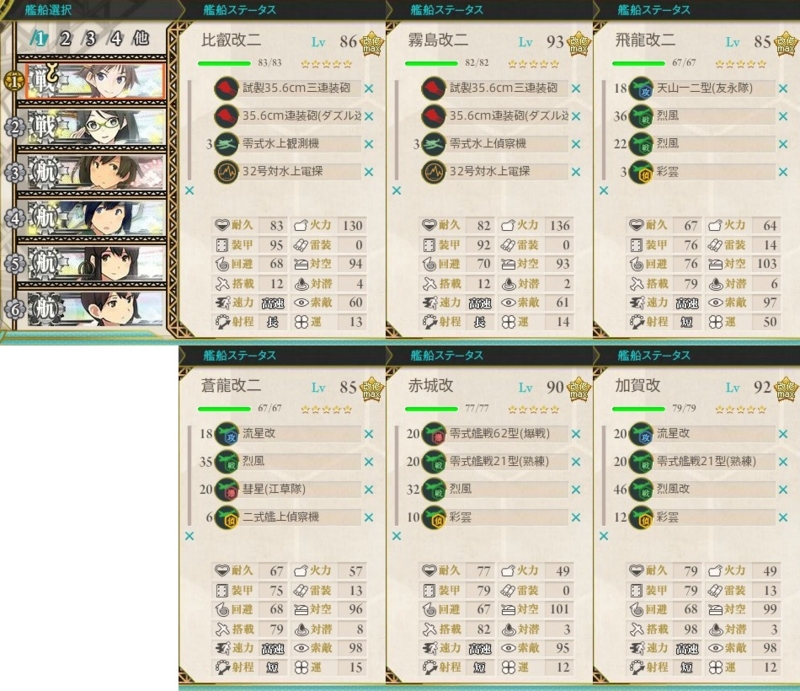 艦船選択
1 2 3 4 他
1 戦
2 戦
3 航
4 航
5 航
6 航
艦船ステータス
比叡改二 Lv 86
83/83
試製35.6cm三連装砲
35.6cm連装砲(ダズル迷
3 零式水上観測機
32号対水上電探
耐久 83 火力 130
装甲 95 雷装 0
回避 68 対空 94
搭載 12 対潜 4
速力 高速 索敵 60
射程 長 運 13
艦船ステータス
霧島改二 Lv 93
82/82
試製35.6cm三連装砲
35.6cm連装砲(ダズル迷
3 零式水上偵察機
32号対水上電探
耐久 82 火力 136
装甲 92 雷装 0
回避 70 対空 93
搭載 12 対潜 2
速力 高速 索敵 61
射程 長 運 14
艦船ステータス
飛龍改二 Lv 85
67/67
18 天山一二型(友永隊)
36 烈風
22 烈風
3 彩雲
耐久 67 火力 64
装甲 76 雷装 14
回避 76 対空 103
搭載 79 対潜 6
速力 高速 索敵 97
射程 短 運 50
艦船ステータス
蒼龍改二 Lv 85
67/67
18 流星改
35 烈風
20 彗星(江草隊)
6 二式艦上偵察機
耐久 67 火力 57
装甲 75 雷装 13
回避 68 対空 96
搭載 79 対潜 8
速力 高速 索敵 98
射程 短 運 15
艦船ステータス
赤城改 Lv 90
77/77
20 零式艦戦62型(爆戦)
20 零式艦戦21型(熟練)
32 烈風
10 彩雲
耐久 77 火力 49
装甲 79 雷装 0
回避 67 対空 101
搭載 82 対潜 3
速力 高速 索敵 95
射程 短 運 12
艦船ステータス
加賀改 Lv 92
79/79
20 流星改
20 零式艦戦21型(熟練)
46 烈風改
12 彩雲
耐久 79 火力 49
装甲 79 雷装 13
回避 68 対空 99
搭載 98 対潜 3
速力 高速 索敵 98
射程 短 運 12